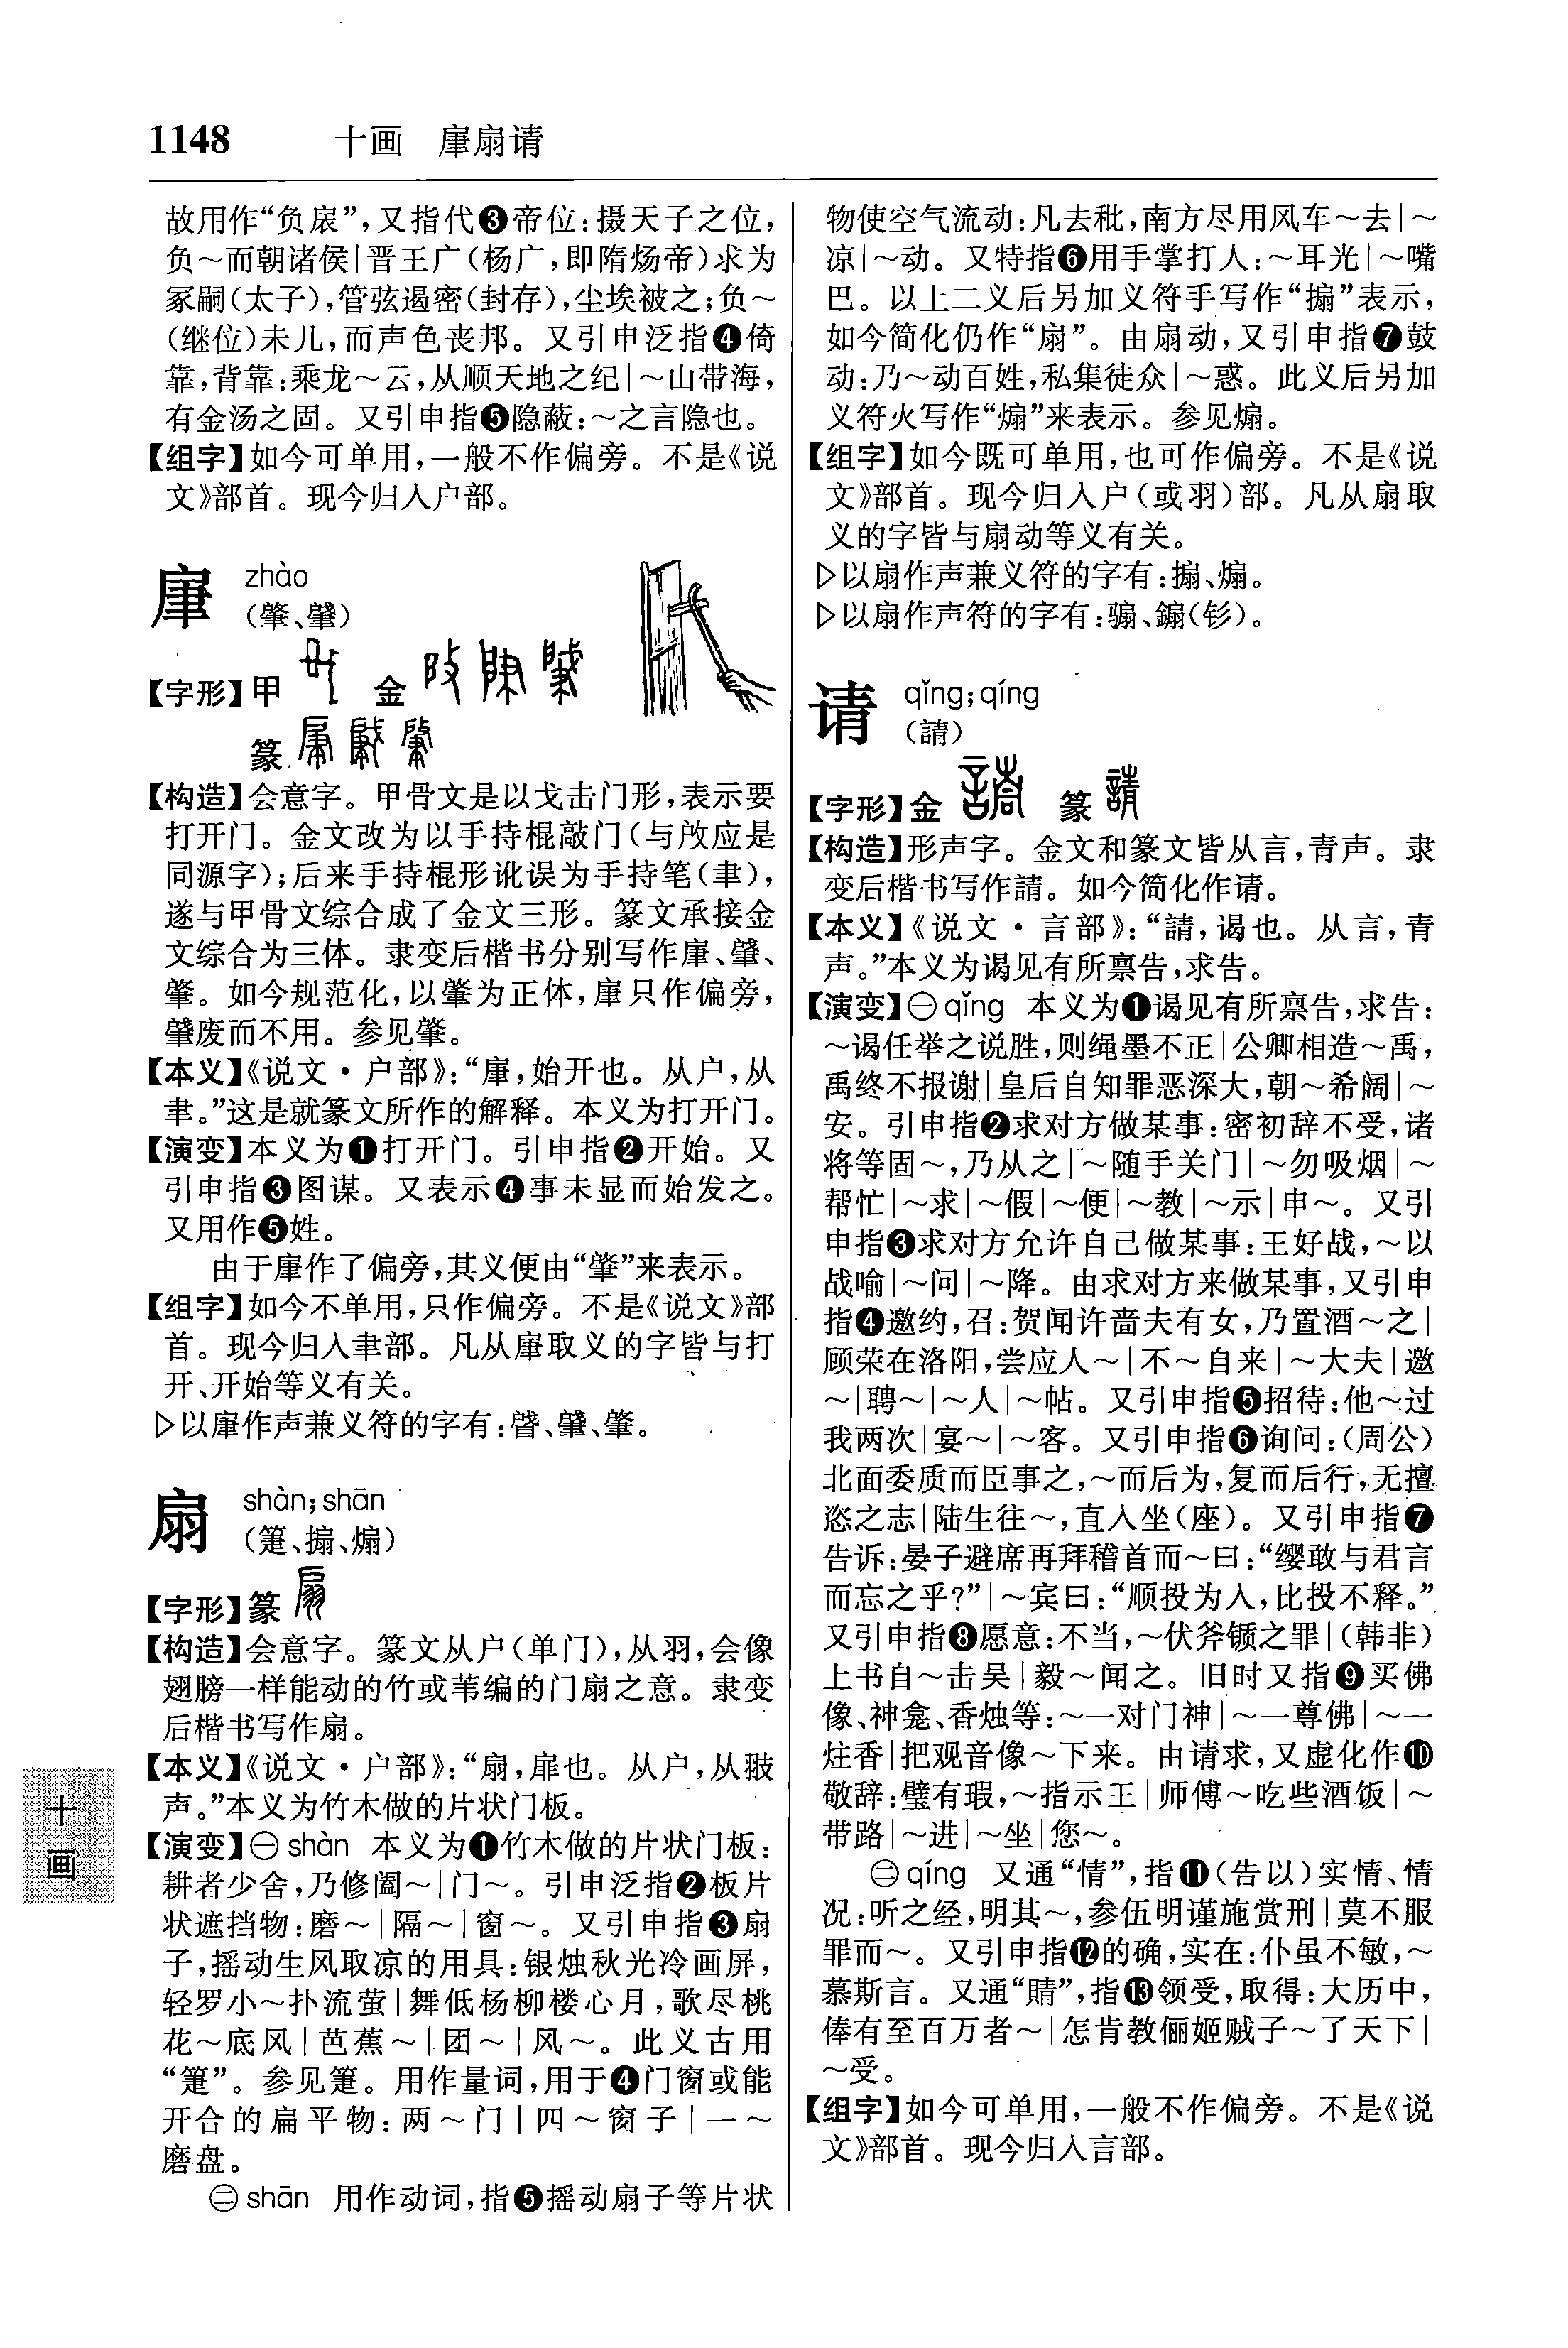 1148 十画 肁扇请
故用作“负扆”,又指代❸帝位:摄天子之位,
负～而朝诸侯|晋王广(杨广,即隋炀帝)求为
冢嗣(太子),管弦遏密(封存),尘埃被之;负～
(继位)未几,而声色丧邦。又引申泛指❹倚
靠,背靠:乘龙～云,从顺天地之纪|～山带海,
有金汤之固。又引申指❺隐蔽:～之言隐也。
【组字】如今可单用,一般不作偏旁。不是《说
文》部首。现今归入户部。
肁 zhào
(肇、肈)
【字形】甲 金
篆
【构造】会意字。甲骨文是以戈击门形,表示要
打开门。金文改为以手持棍敲门(与启应是
同源字);后来手持棍形讹误为手持笔(聿),
遂与甲骨文综合成了金文三形。篆文承接金
文综合为三体。隶变后楷书分别写作肁、肈、
肇。如今规范化,以肇为正体,肁只作偏旁,
肈废而不用。参见肇。
【本义】《说文·户部》:“肁,始开也。从户,从
聿。”这是就篆文所作的解释。本义为打开门。
【演变】本义为❶打开门。引申指❷开始。又
引申指❸图谋。又表示❹事未显而始发之。
又用作❺姓。
由于肁作了偏旁,其义便由“肇”来表示。
【组字】如今不单用,只作偏旁。不是《说文》部
首。现今归入聿部。凡从肁取义的字皆与打
开、开始等义有关。
▷以肁作声兼义符的字有:肈、肇。
扇 shàn;shān
(箑、搧、煽)
【字形】篆
【构造】会意字。篆文从户(单门),从羽,会像
翅膀一样能动的竹或苇编的门扇之意。隶变
后楷书写作扇。
【本义】《说文·户部》:“扇,扉也。从户,从翄
声。”本义为竹木做的片状门板。
【演变】㊀shàn 本义为❶竹木做的片状门板:
耕者少舍,乃修阖～|门～。引申泛指❷板片
状遮挡物:磨～|隔～|窗～。又引申指❸扇
子,摇动生风取凉的用具:银烛秋光冷画屏,
轻罗小～扑流萤|舞低杨柳楼心月,歌尽桃
花～底风|芭蕉～|团～|风～。此义古用
“箑”。参见箑。用作量词,用于❹门窗或能
开合的扁平物:两～门|四～窗子|一～
磨盘。
㊁shān 用作动词,指❺摇动扇子等片状
物使空气流动:凡去秕,南方尽用风车～去|～
凉|～动。又特指❻用手掌打人:～耳光|～嘴
巴。以上二义后另加义符手写作“搧”表示,
如今简化仍作“扇”。由扇动,又引申指❼鼓
动:乃～动百姓,私集徒众|～惑。此义后另加
义符火写作“煽”来表示。参见煽。
【组字】如今既可单用,也可作偏旁。不是《说
文》部首。现今归入户(或羽)部。凡从扇取
义的字皆与扇动等义有关。
▷以扇作声兼义符的字有:搧、煽。
▷以扇作声符的字有:骟、鍽(钐)。
请 qǐng;qíng
(請)
【字形】金 篆
【构造】形声字。金文和篆文皆从言,青声。隶
变后楷书写作請。如今简化作请。
【本义】《说文·言部》:“請,谒也。从言,青
声。”本义为谒见有所禀告,求告。
【演变】㊀qǐng 本义为❶谒见有所禀告,求告:
～谒任举之说胜,则绳墨不正|公卿相造～禹,
禹终不报谢|皇后自知罪恶深大,朝～希阔|～
安。引申指❷求对方做某事:密初辞不受,诸
将等固～,乃从之|～随手关门|～勿吸烟|～
帮忙|～求|～假|～便|～教|～示|申～。又引
申指❸求对方允许自己做某事:王好战,～以
战喻|～问|～降。由求对方来做某事,又引申
指❹邀约,召:贺闻许啬夫有女,乃置酒～之|
顾荣在洛阳,尝应人～|不～自来|～大夫|邀
～|聘～|～人|～帖。又引申指❺招待:他～过
我两次|宴～|～客。又引申指❻询问:(周公)
北面委质而臣事之,～而后为,复而后行,无擅
恣之志|陆生往～,直入坐(座)。又引申指❼
告诉:晏子避席再拜稽首而～曰:“缨敢与君言
而忘之乎?”|～宾曰:“顺投为入,比投不释。”
又引申指❽愿意:不当,～伏斧锧之罪|(韩非)
上书自～击吴|毅～闻之。旧时又指❾买佛
像、神龛、香烛等:～一对门神|～一尊佛|～一
炷香|把观音像～下来。由请求,又虚化作❿
敬辞:璧有瑕,～指示王|师傅～吃些酒饭|～
带路|～进|～坐|您～。
㊁qíng 又通“情”,指⓫(告以)实情、情
况:听之经,明其～,参伍明谨施赏刑|莫不服
罪而～。又引申指⓬的确,实在:仆虽不敏,～
慕斯言。又通“䝼”,指⓭领受,取得:大历中,
俸有至百万者～|怎肯教俪姬贼子～了天下|
～受。
【组字】如今可单用,一般不作偏旁。不是《说
文》部首。现今归入言部。
十画